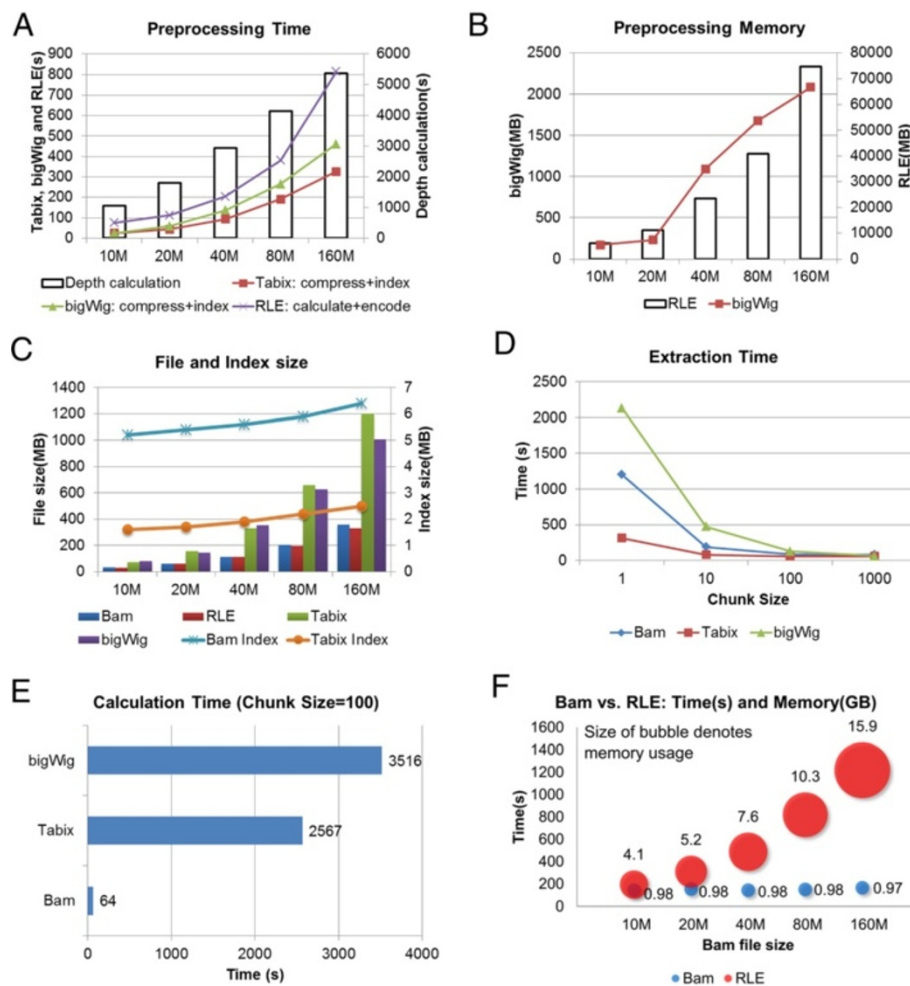 A
Preprocessing Time
Tabix, bigWig and RLE(s)
900
800
700
600
500
400
300
200
100
0
6000
5000
4000
3000
2000
1000
0
Depth calculation(s)
10M 20M 40M 80M 160M
Depth calculation Tabix: compress+index
bigWig: compress+index RLE: calculate+encode
B
Preprocessing Memory
bigWig(MB)
2500
2000
1500
1000
500
0
80000
70000
60000
50000
40000
30000
20000
10000
0
RLE(MB)
10M 20M 40M 80M 160M
RLE bigWig
C
File and Index size
File size(MB)
1400
1200
1000
800
600
400
200
0
7
6
5
4
3
2
1
0
Index size(MB)
10M 20M 40M 80M 160M
Bam RLE Tabix
bigWig Bam Index Tabix Index
D
Extraction Time
Time (s)
2500
2000
1500
1000
500
0
1 10 100 1000
Chunk Size
Bam Tabix bigWig
E
Calculation Time (Chunk Size=100)
bigWig 3516
Tabix 2567
Bam 64
0 1000 2000 3000 4000
Time (s)
F
Bam vs. RLE: Time(s) and Memory(GB)
Size of bubble denotes
memory usage
Time(s)
1600
1400
1200
1000
800
600
400
200
0
15.9
10.3
7.6
5.2
4.1
0.98 0.98 0.98 0.98 0.97
10M 20M 40M 80M 160M
Bam file size
Bam RLE